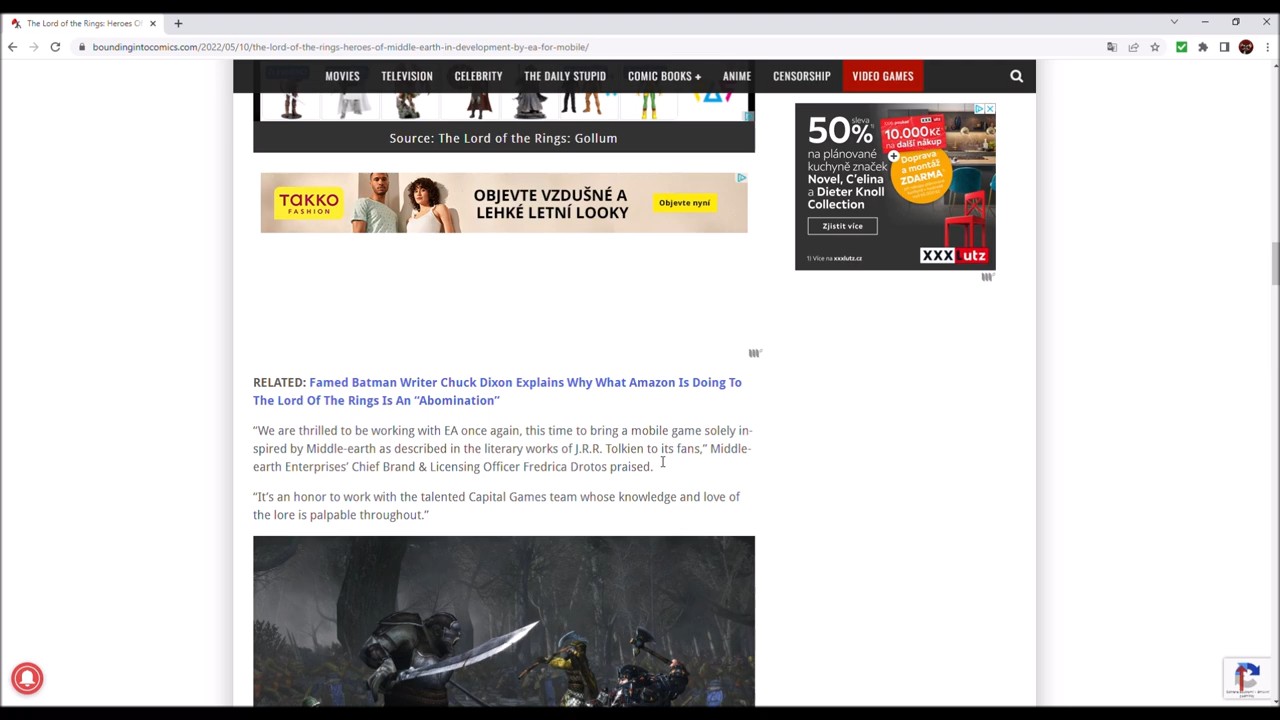 The Lord of the Rings: Heroes O
boundingintocomics.com/2022/05/10/the-lord-of-the-rings-heroes-of-middle-earth-in-development-by-ea-for-mobile/
MOVIES TELEVISION CELEBRITY THE DAILY STUPID COMIC BOOKS + ANIME CENSORSHIP VIDEO GAMES
Source: The Lord of the Rings: Gollum
TAKKO
FASHION
OBJEVTE VZDUŠNÉ A
LEHKÉ LETNÍ LOOKY
Objevte nyní
50%
sleva
1)
na plánované
kuchyně značek
Novel, C'elina
a Dieter Knoll
Collection
Zjistit více
1) Více na xxxlutz.cz
10.000Kč
na další nákup
+
Doprava
a montáž
ZDARMA
XXXLutz
RELATED: Famed Batman Writer Chuck Dixon Explains Why What Amazon Is Doing To
The Lord Of The Rings Is An “Abomination”
“We are thrilled to be working with EA once again, this time to bring a mobile game solely in-
spired by Middle-earth as described in the literary works of J.R.R. Tolkien to its fans,” Middle-
earth Enterprises’ Chief Brand & Licensing Officer Fredrica Drotos praised.
“It’s an honor to work with the talented Capital Games team whose knowledge and love of
the lore is palpable throughout.”